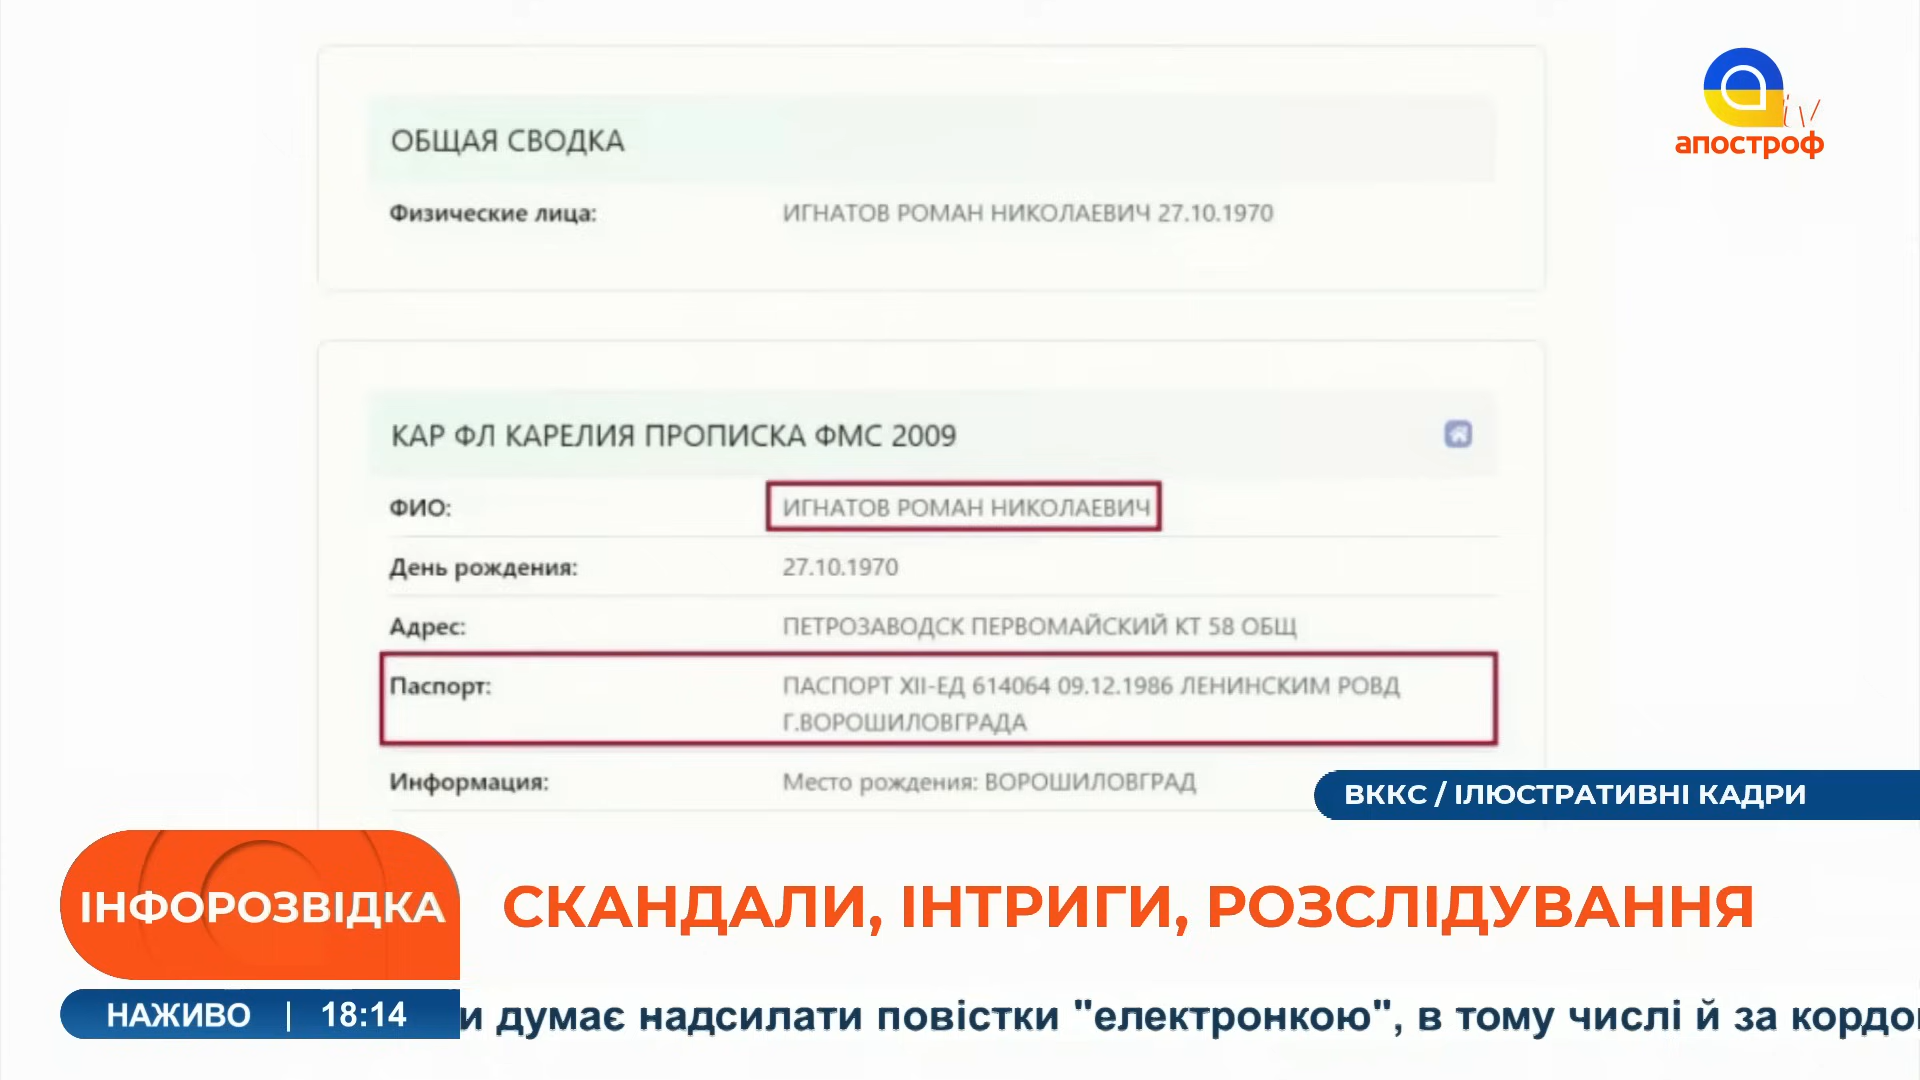 ОБЩАЯ СВОДКА
Физические лица: ИГНАТОВ РОМАН НИКОЛАЕВИЧ 27.10.1970
КАР ФЛ КАРЕЛИЯ ПРОПИСКА ФМС 2009
ФИО: ИГНАТОВ РОМАН НИКОЛАЕВИЧ
День рождения: 27.10.1970
Адрес: ПЕТРОЗАВОДСК ПЕРВОМАЙСКИЙ КТ 58 ОБЩ
Паспорт: ПАСПОРТ XII-ЕД 614064 09.12.1986 ЛЕНИНСКИМ РОВД
Г.ВОРОШИЛОВГРАДА
Информация: Место рождения: ВОРОШИЛОВГРАД
tv
апостроф
ВККС / ІЛЮСТРАТИВНІ КАДРИ
ІНФОРОЗВІДКА
СКАНДАЛИ, ІНТРИГИ, РОЗСЛІДУВАННЯ
НАЖИВО | 18:14
и думає надсилати повістки "електронкою", в тому числі й за кордо